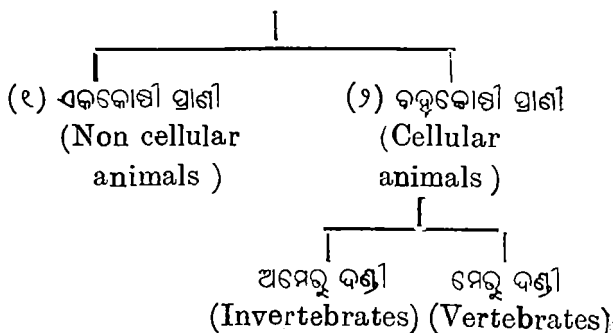 (୧) ଏକକୋଷୀ ପ୍ରାଣୀ
(Non cellular
animals )
(୨) ବହୁକୋଷୀ ପ୍ରାଣୀ
(Cellular
animals )
ଅମେରୁ ଦଣ୍ଡୀ
(Invertebrates)
ମେରୁ ଦଣ୍ଡୀ
(Vertebrates)